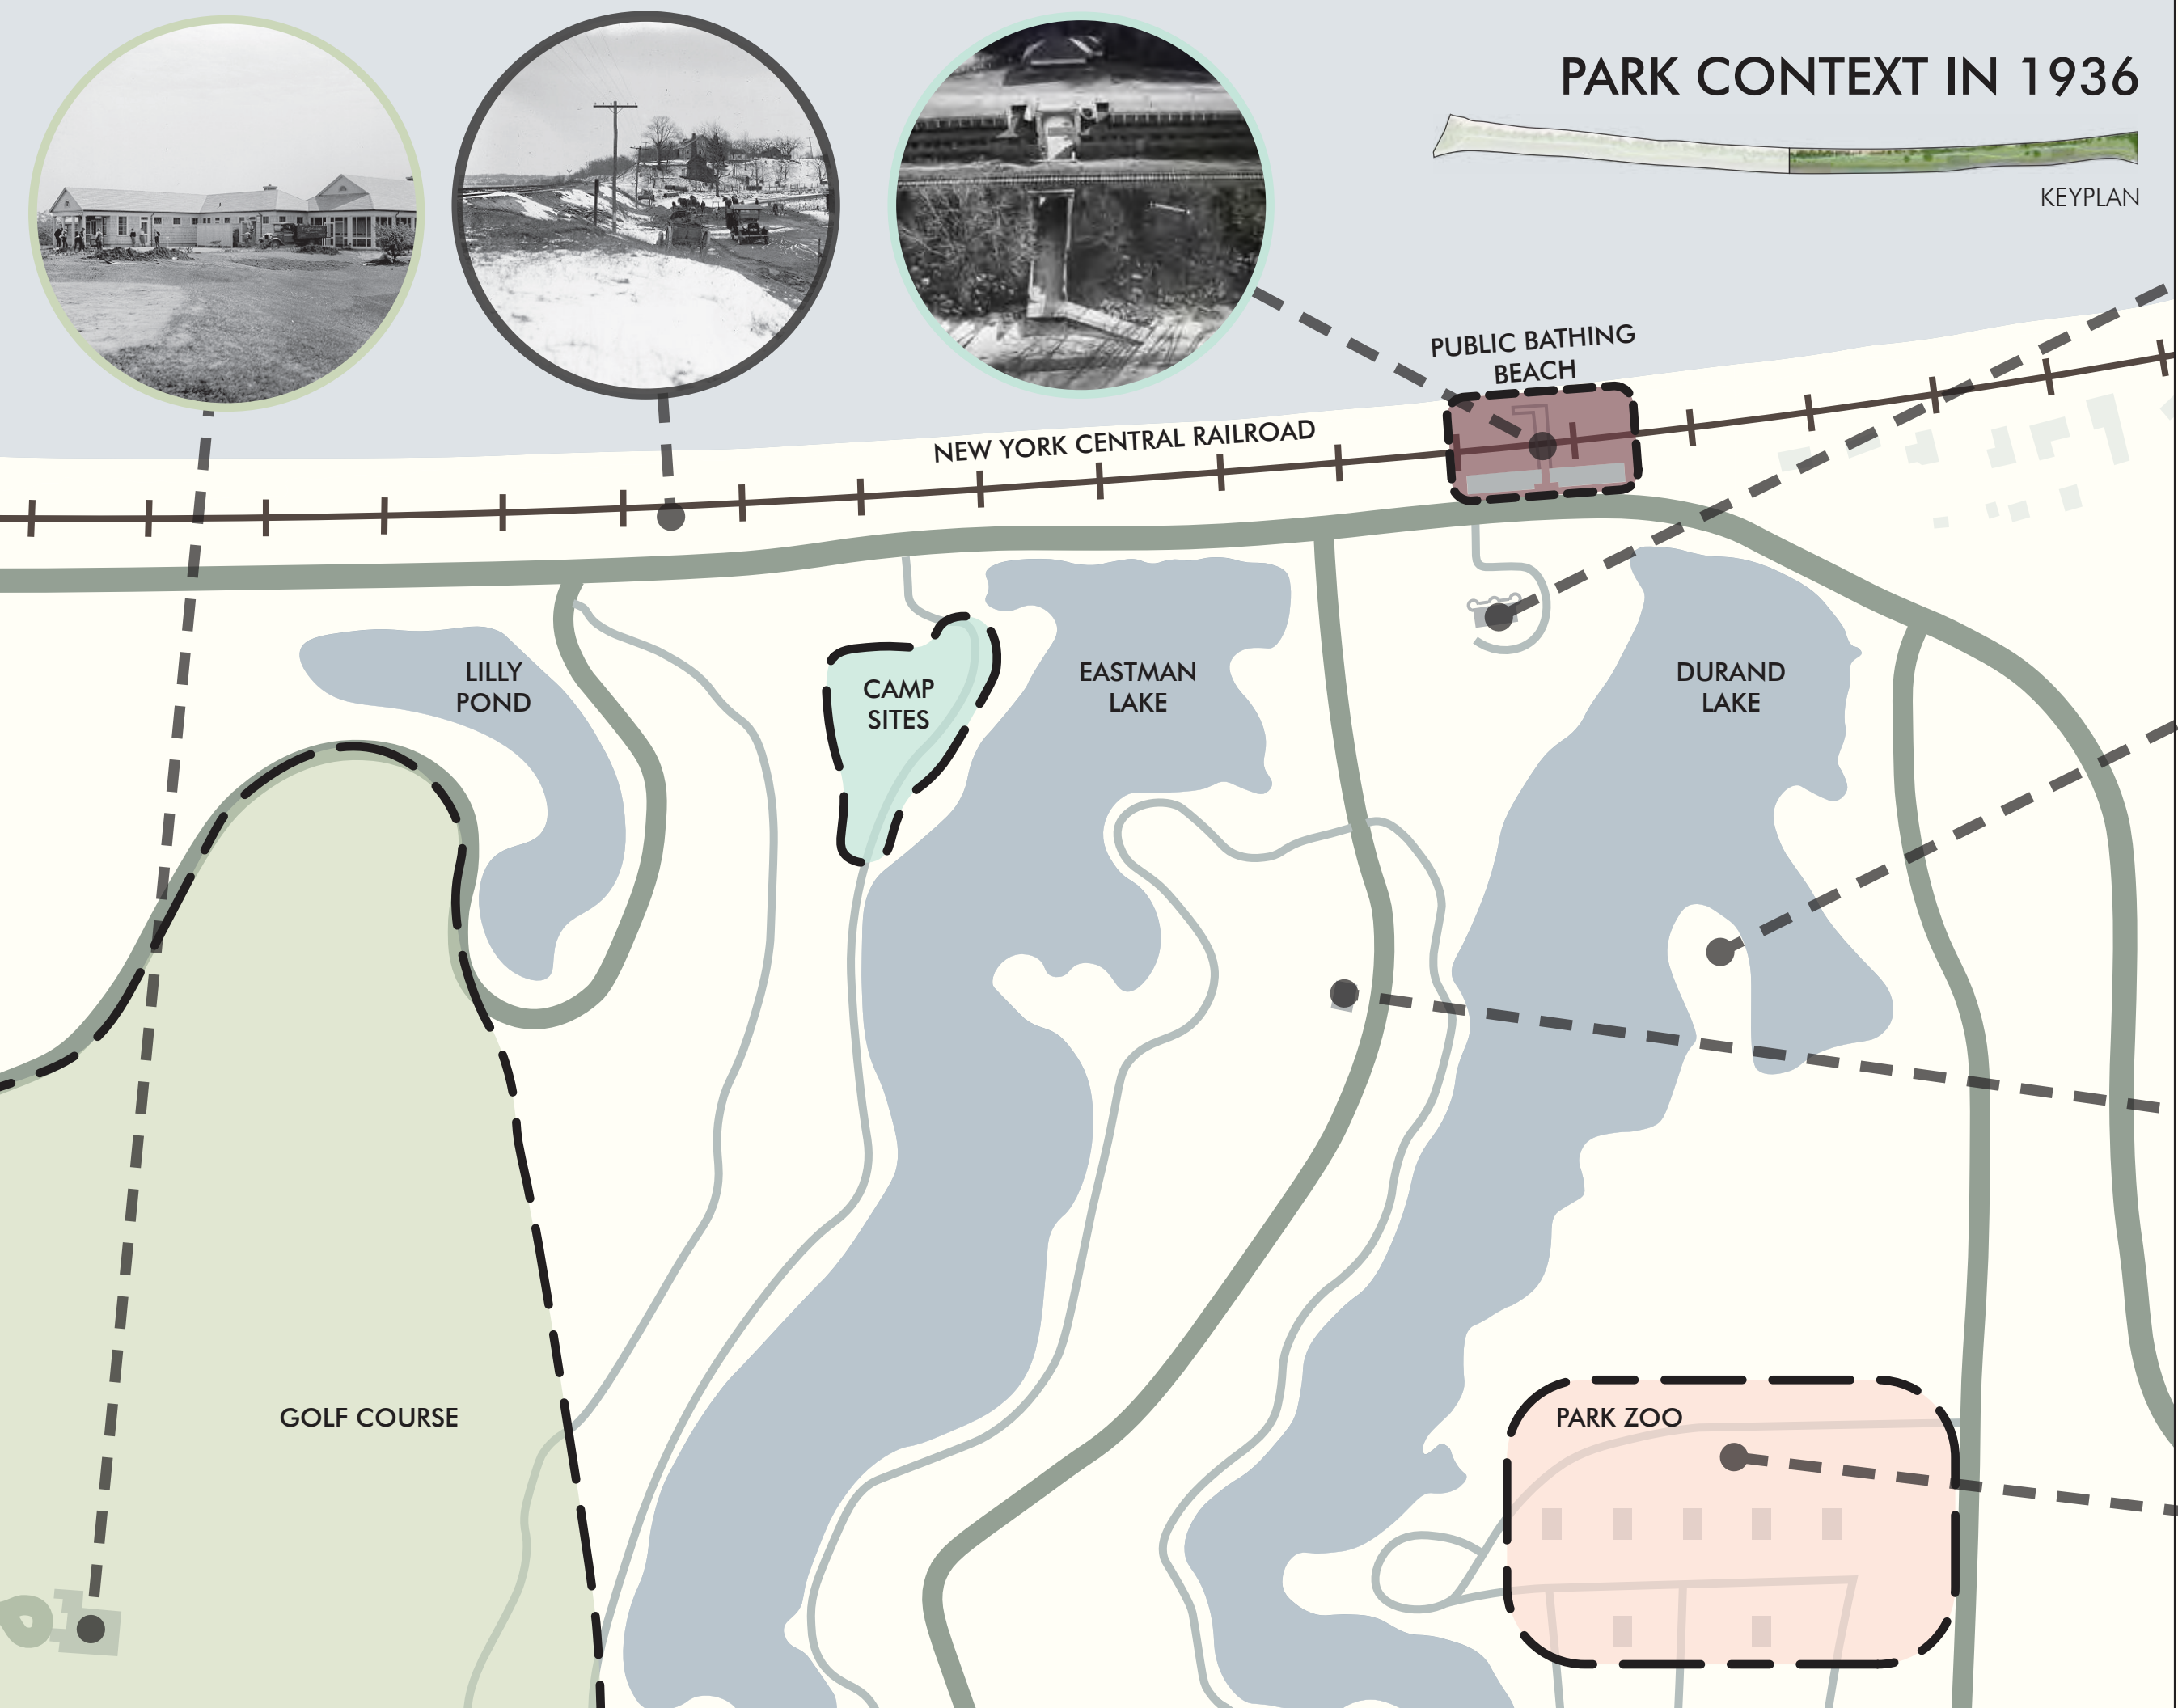 PARK CONTEXT IN 1936
KEYPLAN
PUBLIC BATHING
BEACH
NEW YORK CENTRAL RAILROAD
LILLY
POND
CAMP
SITES
EASTMAN
LAKE
DURAND
LAKE
GOLF COURSE
PARK ZOO